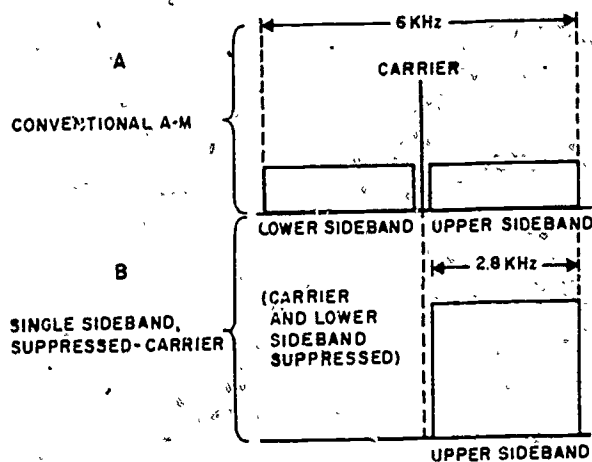 6 KHz
A
CARRIER
CONVENTIONAL A-M
LOWER SIDEBAND
UPPER SIDEBAND
B
2.8 KHz
(CARRIER
AND LOWER
SIDEBAND
SUPPRESSED)
SINGLE SIDEBAND,
SUPPRESSED-CARRIER
UPPER SIDEBAND